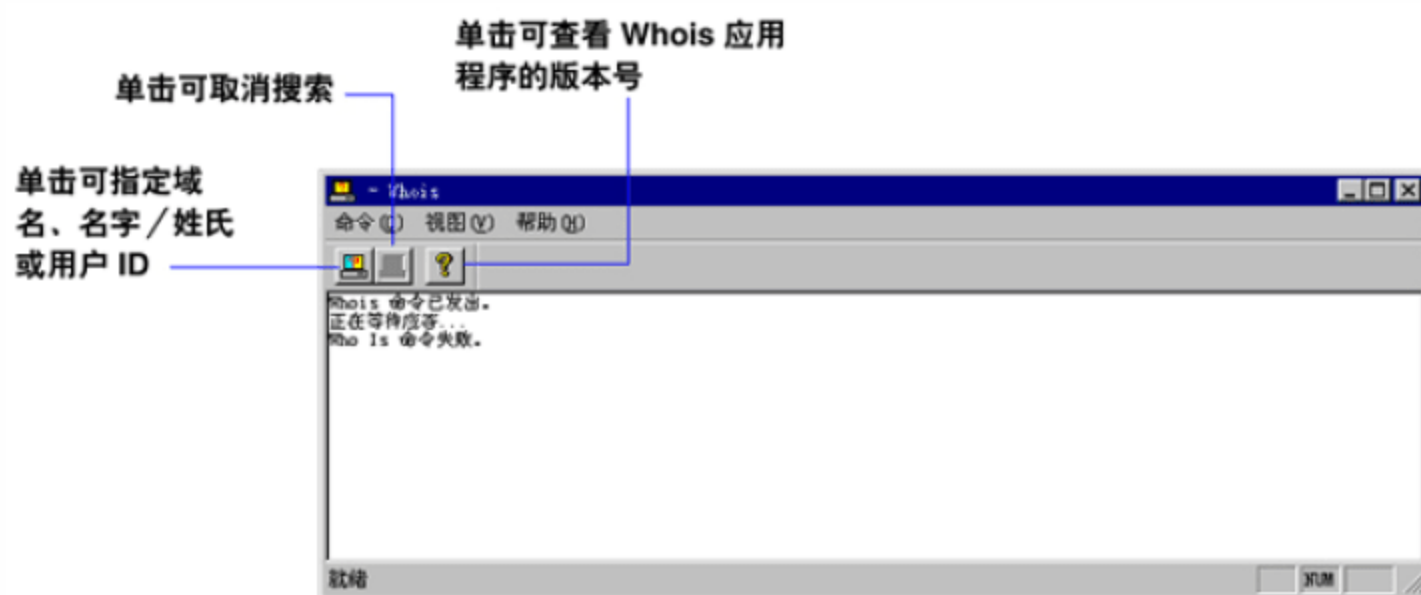 单击可查看 Whois 应用
程序的版本号
单击可取消搜索
单击可指定域
名、名字／姓氏
或用户 ID
- Whois
命令(C) 视图(V) 帮助(H)
Whois 命令已发出。
正在等待应答...
Who Is 命令失败。
就绪
NUM